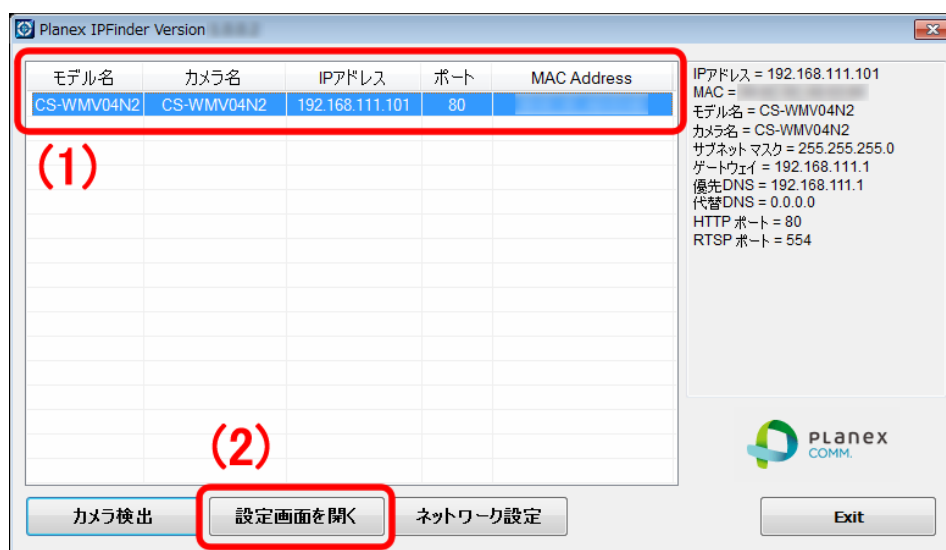 Planex IPFinder Version
モデル名 カメラ名 IPアドレス ポート MAC Address
CS-WMV04N2 CS-WMV04N2 192.168.111.101 80
(1)
IPアドレス = 192.168.111.101
MAC =
モデル名 = CS-WMV04N2
カメラ名 = CS-WMV04N2
サブネット マスク = 255.255.255.0
ゲートウェイ = 192.168.111.1
優先DNS = 192.168.111.1
代替DNS = 0.0.0.0
HTTP ポート = 80
RTSP ポート = 554
PLanex
COMM.
(2)
カメラ検出 設定画面を開く ネットワーク設定 Exit